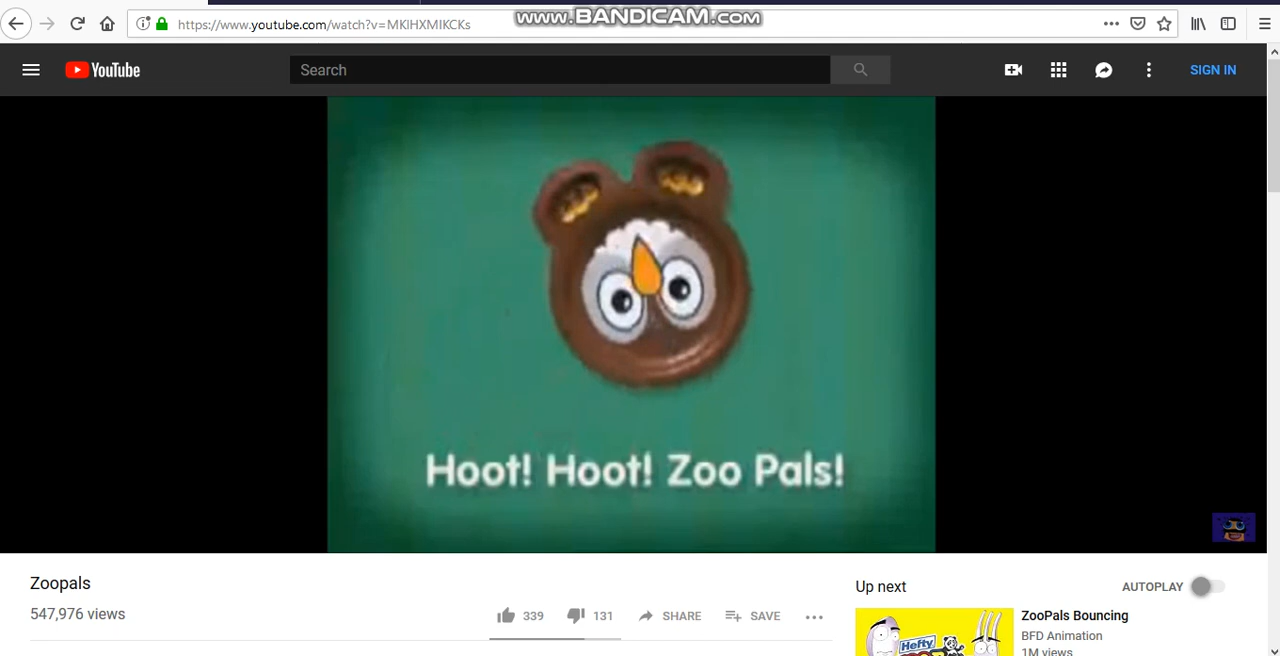 https://www.youtube.com/watch?v=MKlHXMIKCKs
www.BANDICAM.com
YouTube
Search
SIGN IN
Hoot! Hoot! Zoo Pals!
Zoopals
547,976 views
339
131
SHARE
SAVE
Up next
AUTOPLAY
Hefty
ZooPals Bouncing
BFD Animation
1M views